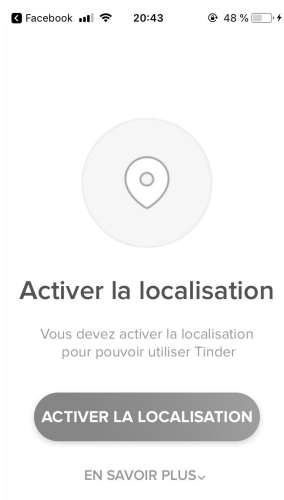 Facebook 20:43 48 %
Activer la localisation
Vous devez activer la localisation
pour pouvoir utiliser Tinder
ACTIVER LA LOCALISATION
EN SAVOIR PLUS